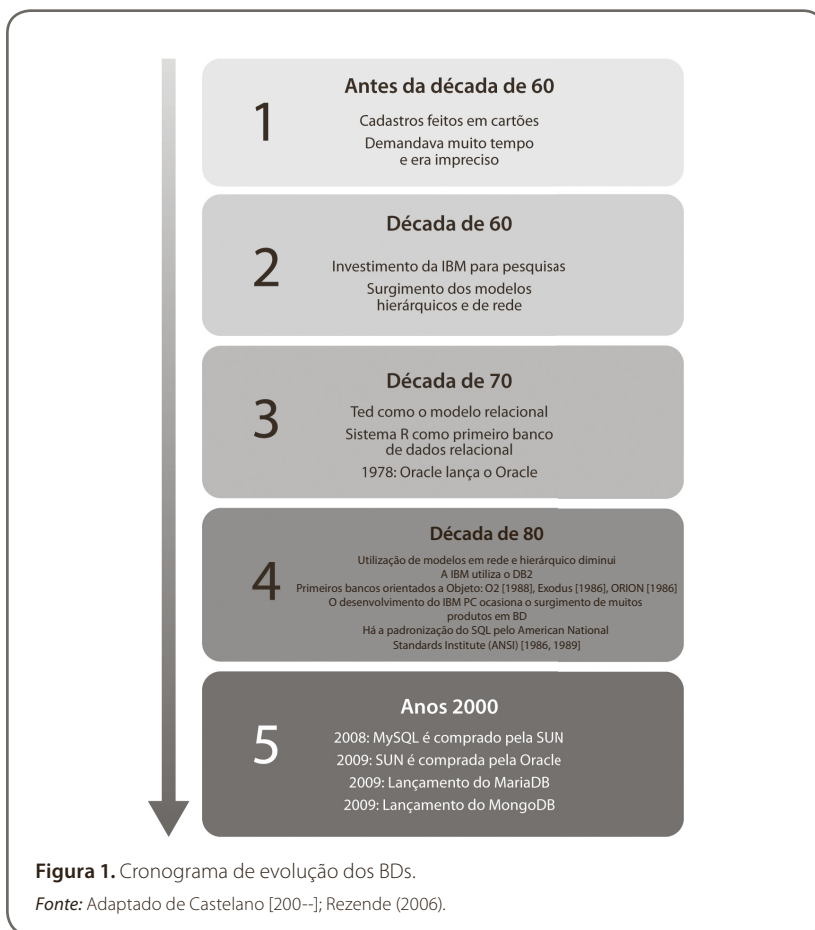 1
Antes da década de 60
Cadastros feitos em cartões
Demandava muito tempo
e era impreciso
2
Década de 60
Investimento da IBM para pesquisas
Surgimento dos modelos
hierárquicos e de rede
3
Década de 70
Ted como o modelo relacional
Sistema R como primeiro banco
de dados relacional
1978: Oracle lança o Oracle
4
Década de 80
Utilização de modelos em rede e hierárquico diminui
A IBM utiliza o DB2
Primeiros bancos orientados a Objeto: O2 [1988], Exodus [1986], ORION [1986]
O desenvolvimento do IBM PC ocasiona o surgimento de muitos
produtos em BD
Há a padronização do SQL pelo American National
Standards Institute (ANSI) [1986, 1989]
5
Anos 2000
2008: MySQL é comprado pela SUN
2009: SUN é comprada pela Oracle
2009: Lançamento do MariaDB
2009: Lançamento do MongoDB
Figura 1. Cronograma de evolução dos BDs.
Fonte: Adaptado de Castelano [200--]; Rezende (2006).